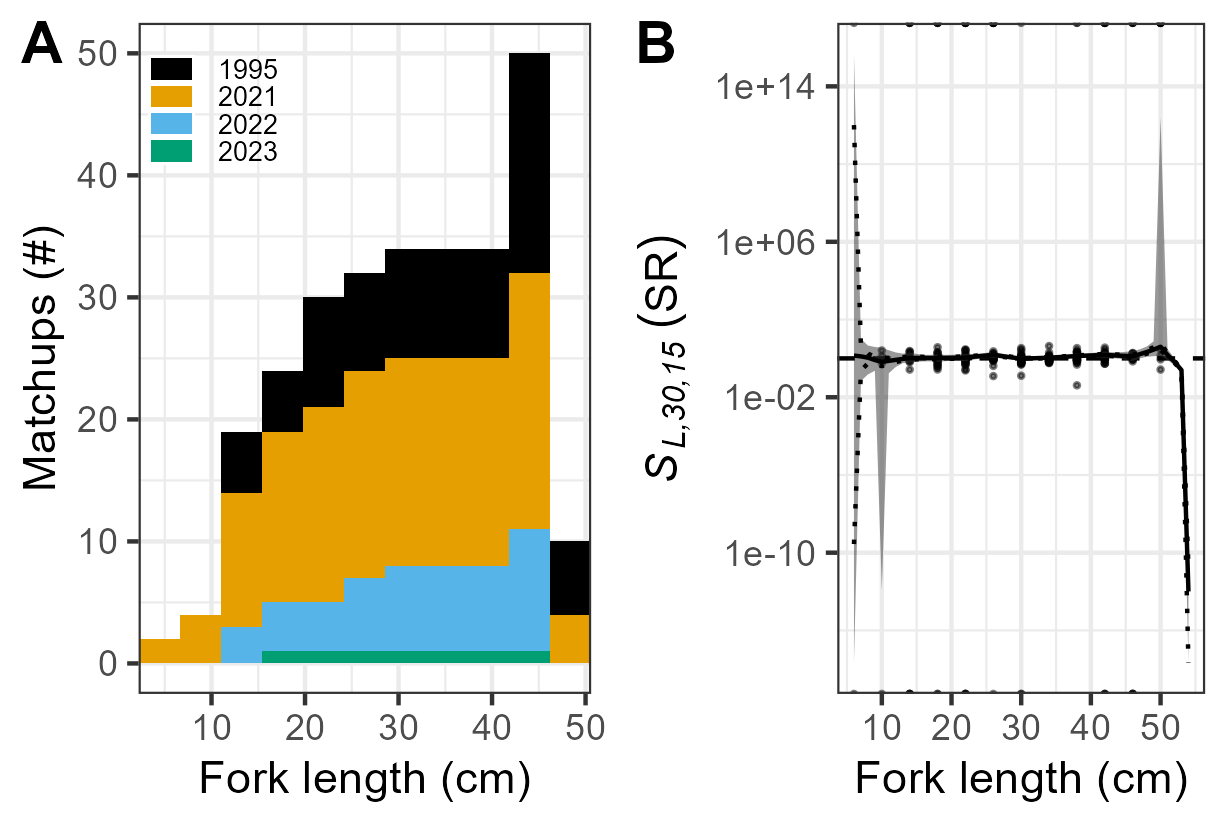 A
Matchups (#)
50
40
30
20
10
0
1995
2021
2022
2023
10 20 30 40 50
Fork length (cm)
B
S L,30,15 (SR)
1e+14
1e+06
1e-02
1e-10
10 20 30 40 50
Fork length (cm)